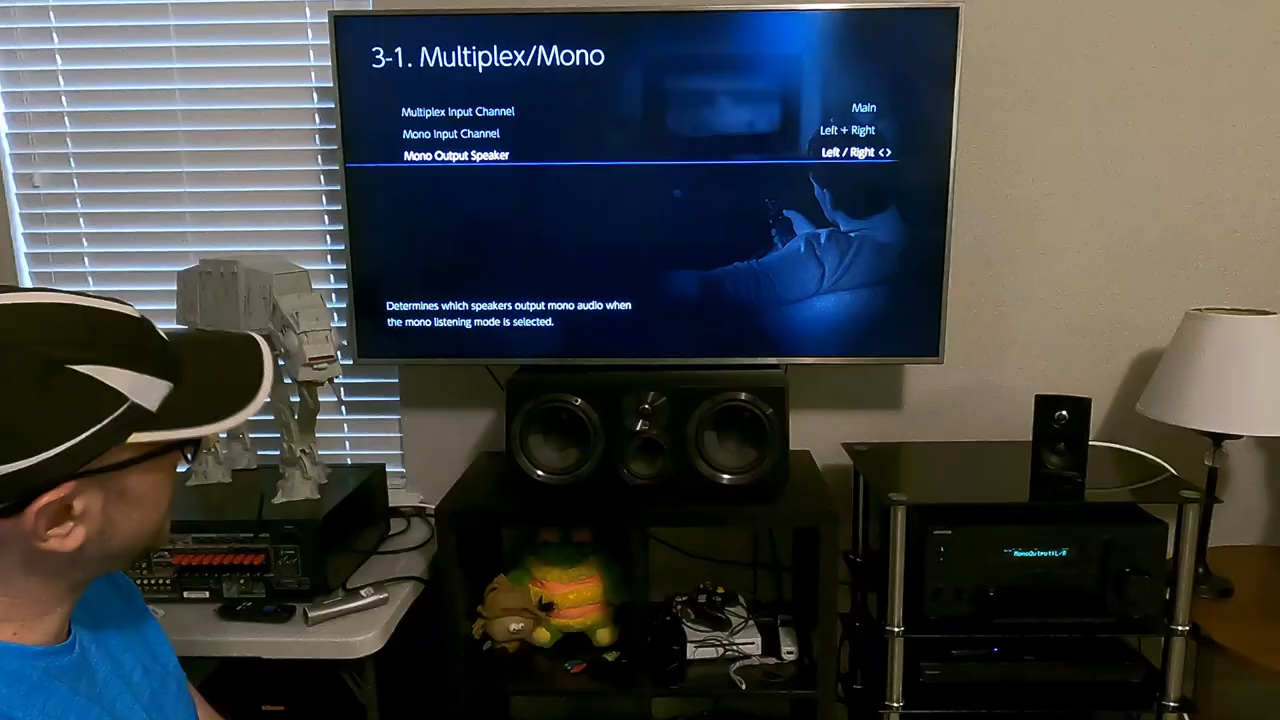 3-1. Multiplex/Mono
Multiplex Input Channel Main
Mono Input Channel Left + Right
Mono Output Speaker Left / Right <>
Determines which speakers output mono audio when
the mono listening mode is selected.
MonoOutput:L/R